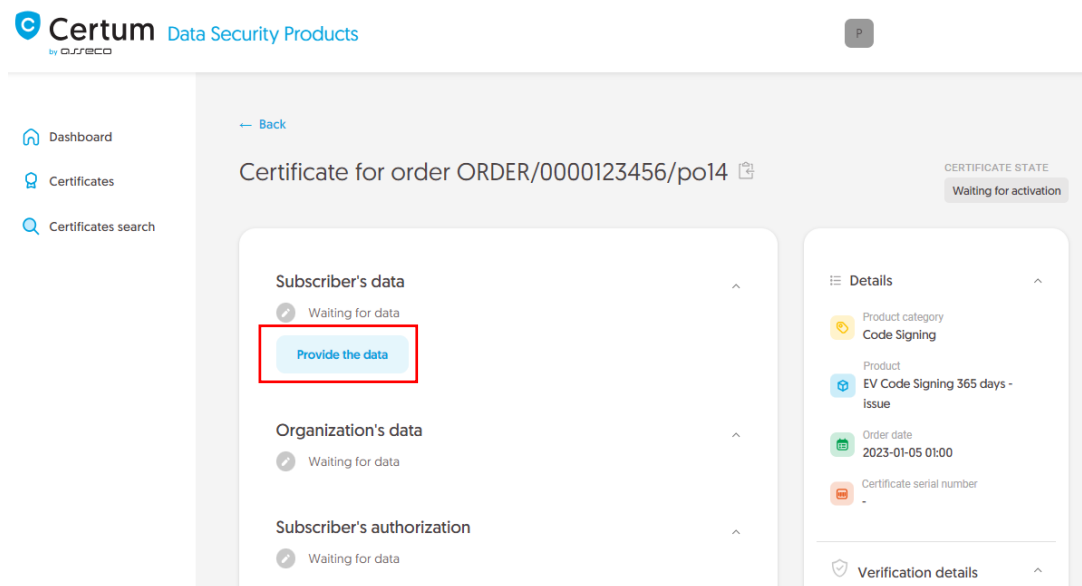 Certum Data Security Products
by asseco
P
Dashboard
Certificates
Certificates search
← Back
Certificate for order ORDER/0000123456/po14
CERTIFICATE STATE
Waiting for activation
Subscriber's data
Waiting for data
Provide the data
Organization's data
Waiting for data
Subscriber's authorization
Waiting for data
Details
Product category
Code Signing
Product
EV Code Signing 365 days -
issue
Order date
2023-01-05 01:00
Certificate serial number
-
Verification details